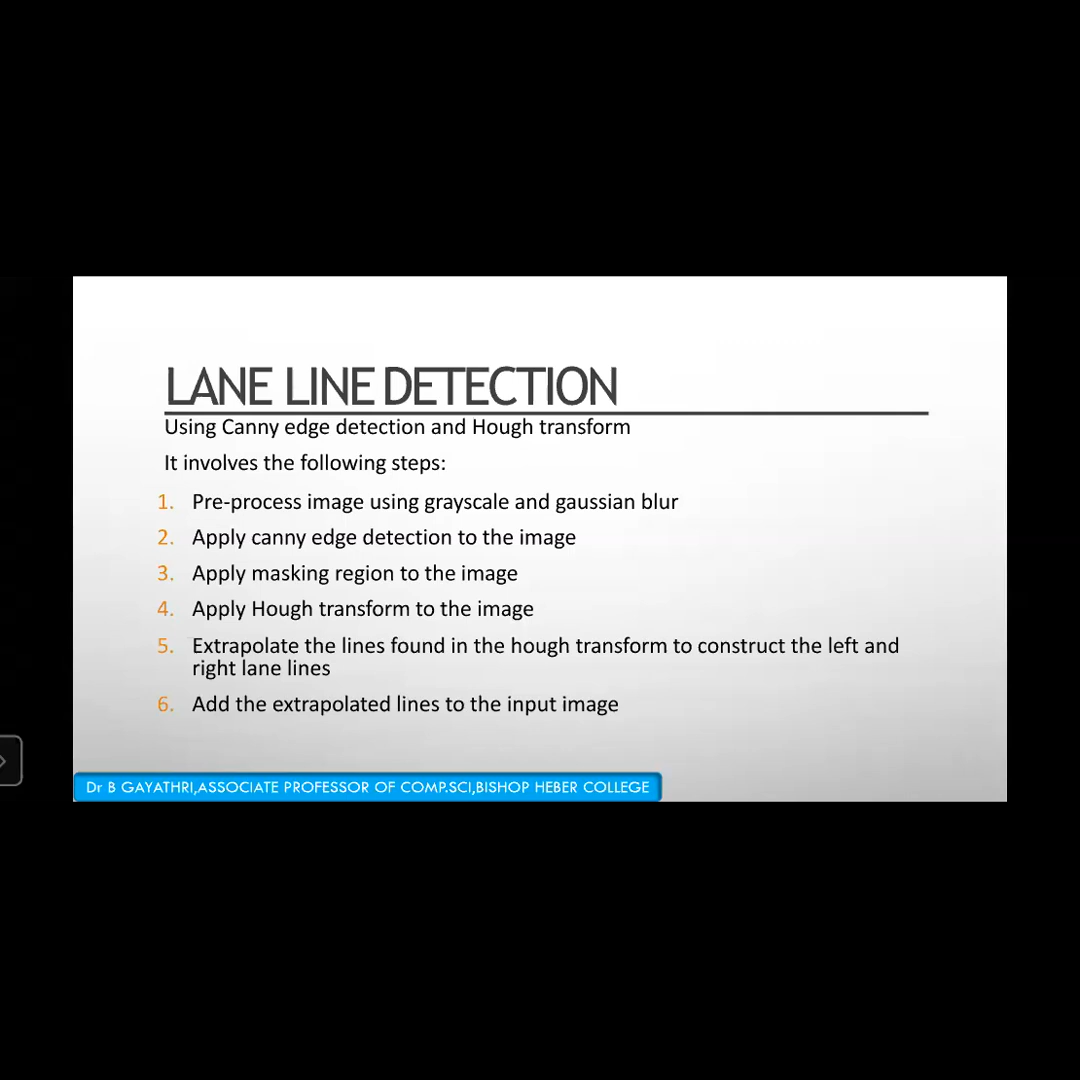 LANE LINE DETECTION
Using Canny edge detection and Hough transform
It involves the following steps:
1. Pre-process image using grayscale and gaussian blur
2. Apply canny edge detection to the image
3. Apply masking region to the image
4. Apply Hough transform to the image
5. Extrapolate the lines found in the hough transform to construct the left and
right lane lines
6. Add the extrapolated lines to the input image
Dr B GAYATHRI,ASSOCIATE PROFESSOR OF COMP.SCI,BISHOP HEBER COLLEGE